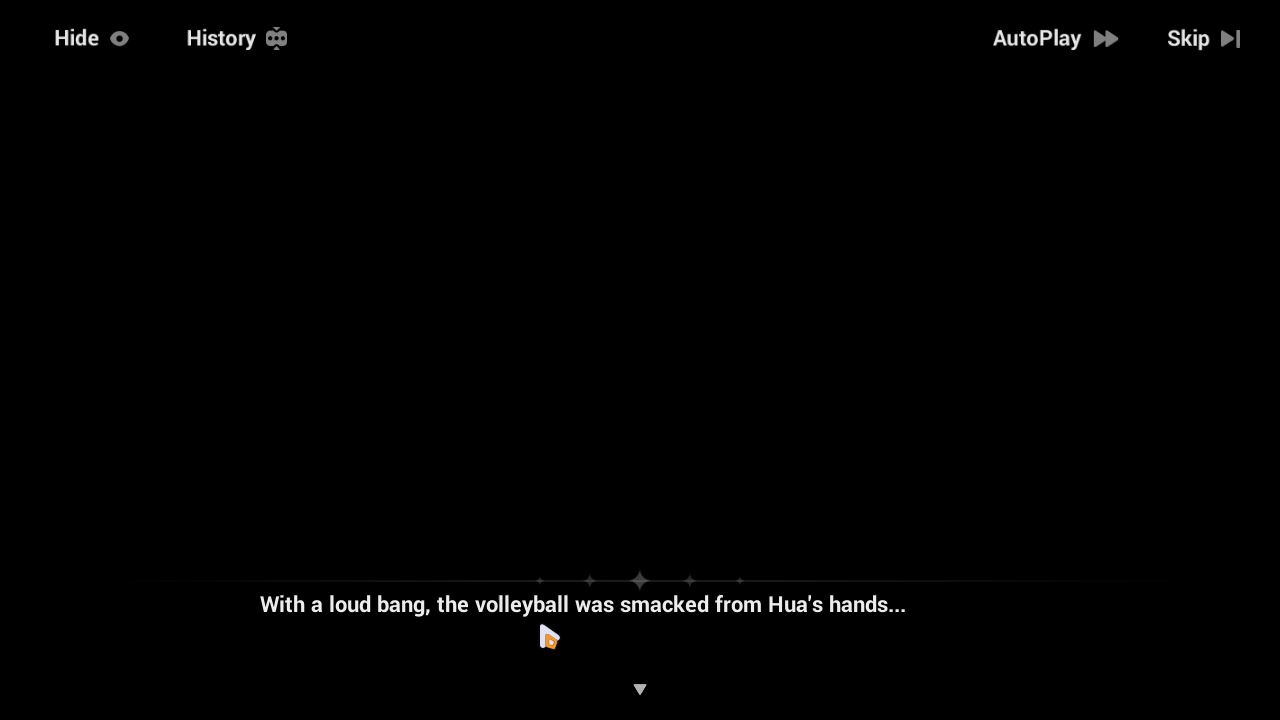 Hide
History
AutoPlay
Skip
With a loud bang, the volleyball was smacked from Hua's hands...